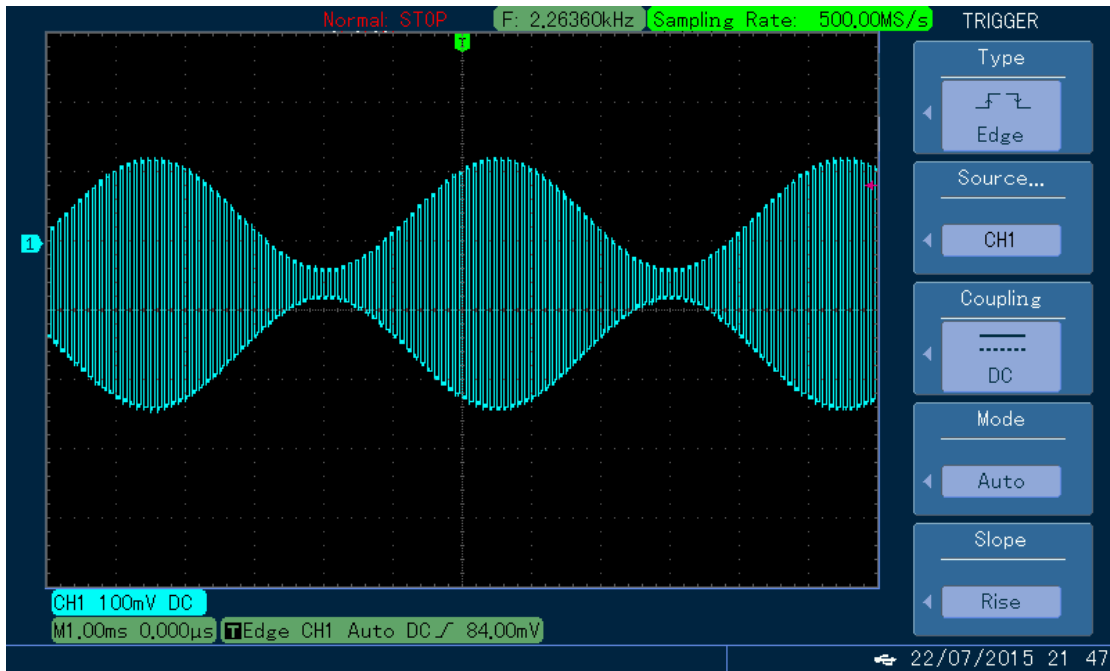 Normal: STOP F: 2.26360kHz Sampling Rate: 500.00MS/s TRIGGER
T
Type
Edge
Source...
CH1
1
Coupling
DC
Mode
Auto
Slope
Rise
CH1 100mV DC
M1.00ms 0.000µs T Edge CH1 Auto DC 84.00mV
22/07/2015 21 47